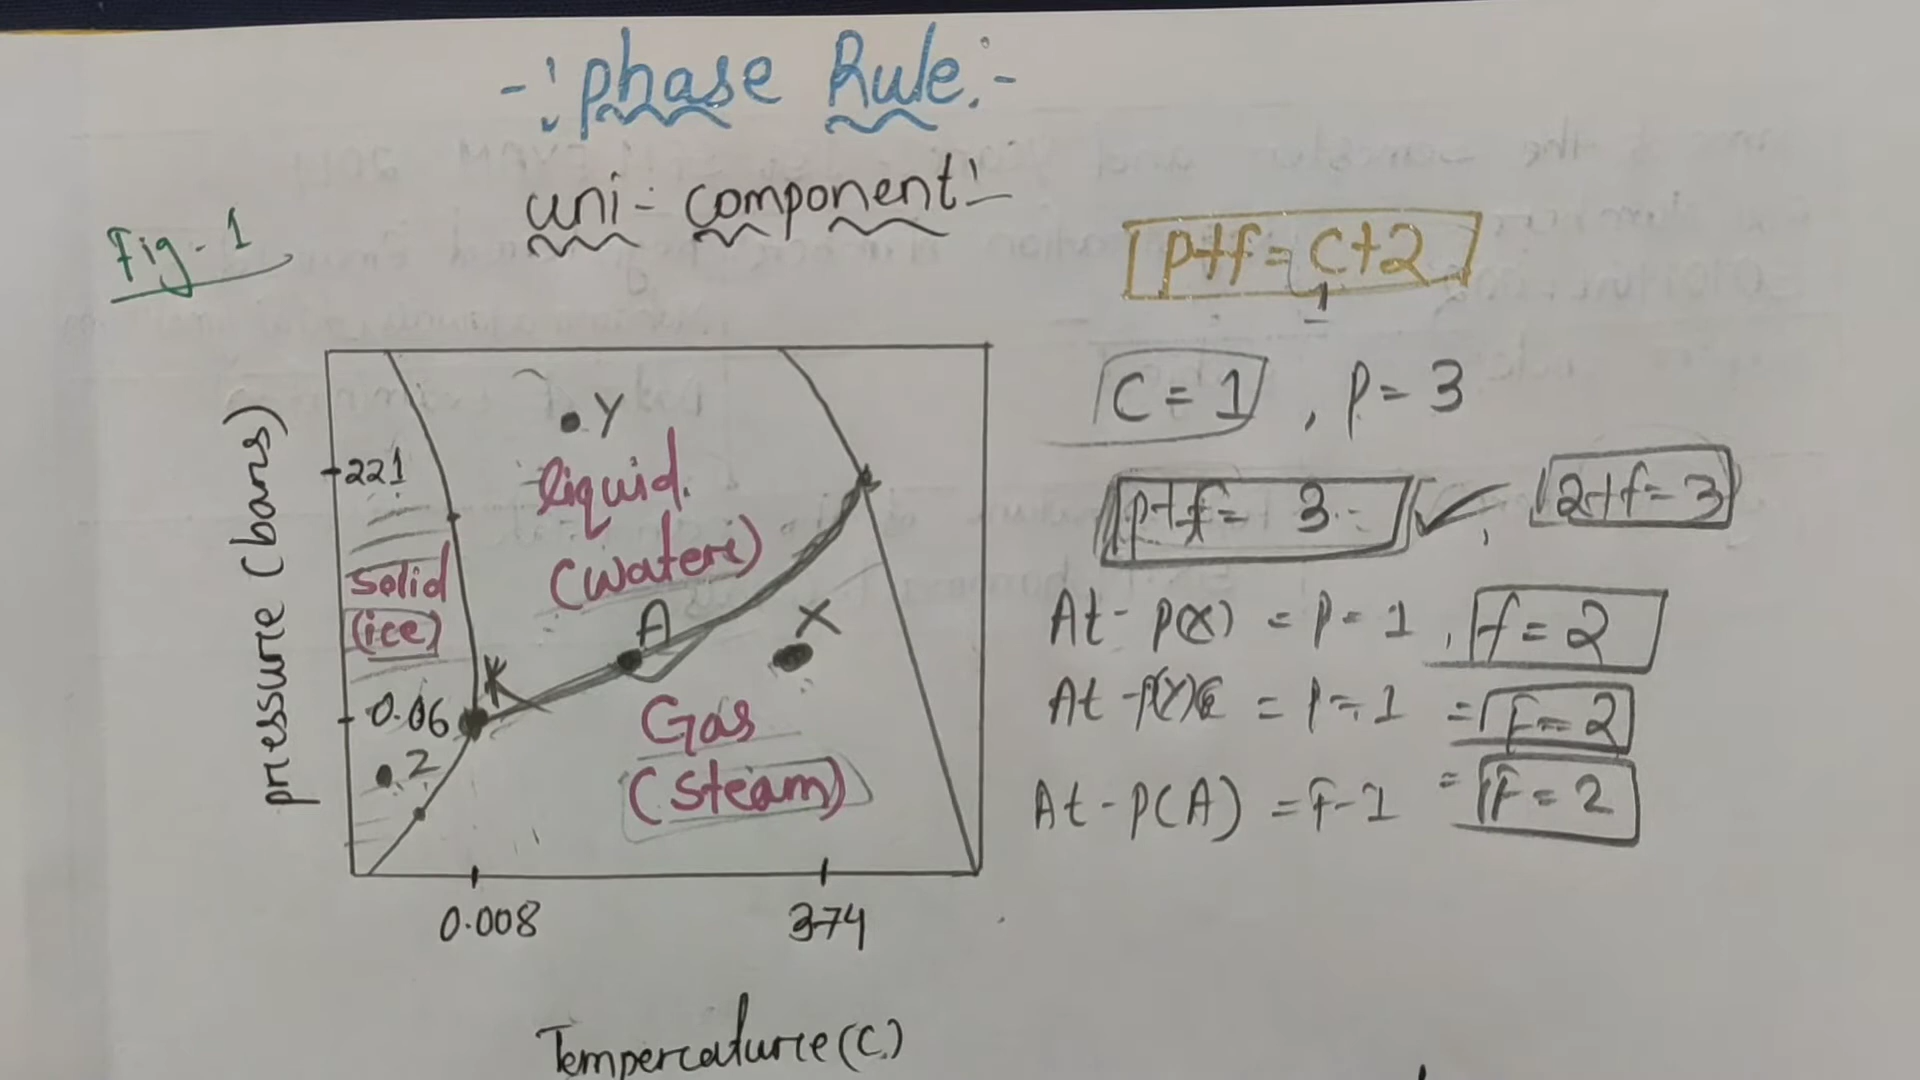 -: phase Rule :-
uni- component :-
Fig-1
p+f = c+2
1
C = 1 , p = 3
p+f = 3
2+f = 3
At - p(x) = p = 1 , f = 2
At - p(Y) = p = 1 = F = 2
At - p(A) = F - 1 = F = 2
pressure (bars)
221
0.06
Y
liquid.
(water)
solid
(ice)
A
X
K
Z
Gas
(steam)
0.008
374
Temperature (C)